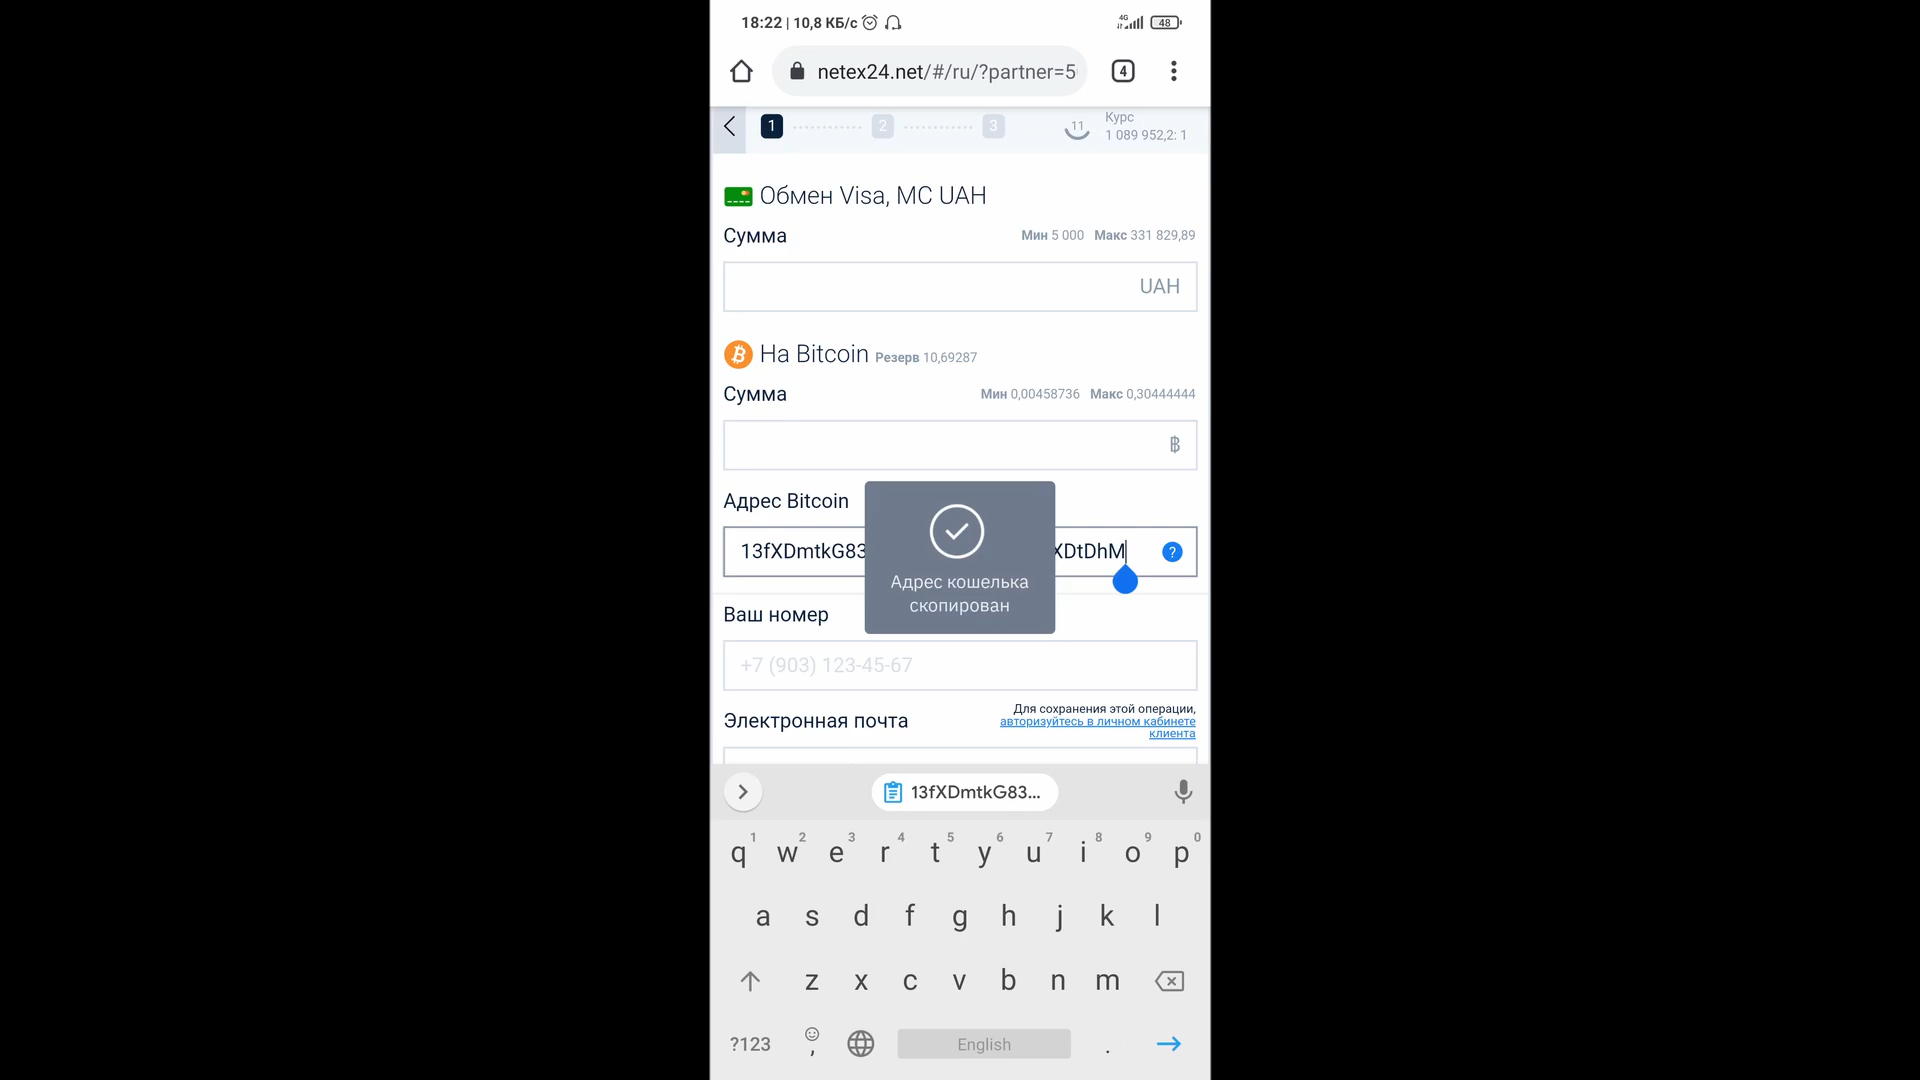 18:22 | 10,8 КБ/с 4G 48
netex24.net/#/ru/?partner=5 4
1 2 3 11 Курс
1 089 952,2: 1
Обмен Visa, MC UAH
Сумма Мин 5 000 Макс 331 829,89
UAH
На Bitcoin Резерв 10,69287
Сумма Мин 0,00458736 Макс 0,30444444
฿
Адрес Bitcoin
13fXDmtkG83 XDtDhM ?
Адрес кошелька
скопирован
Ваш номер
+7 (903) 123-45-67
Для сохранения этой операции,
Электронная почта авторизуйтесь в личном кабинете
клиента
13fXDmtkG83...
1 2 3 4 5 6 7 8 9 0
q w e r t y u i o p
a s d f g h j k l
z x c v b n m
?123 , English .